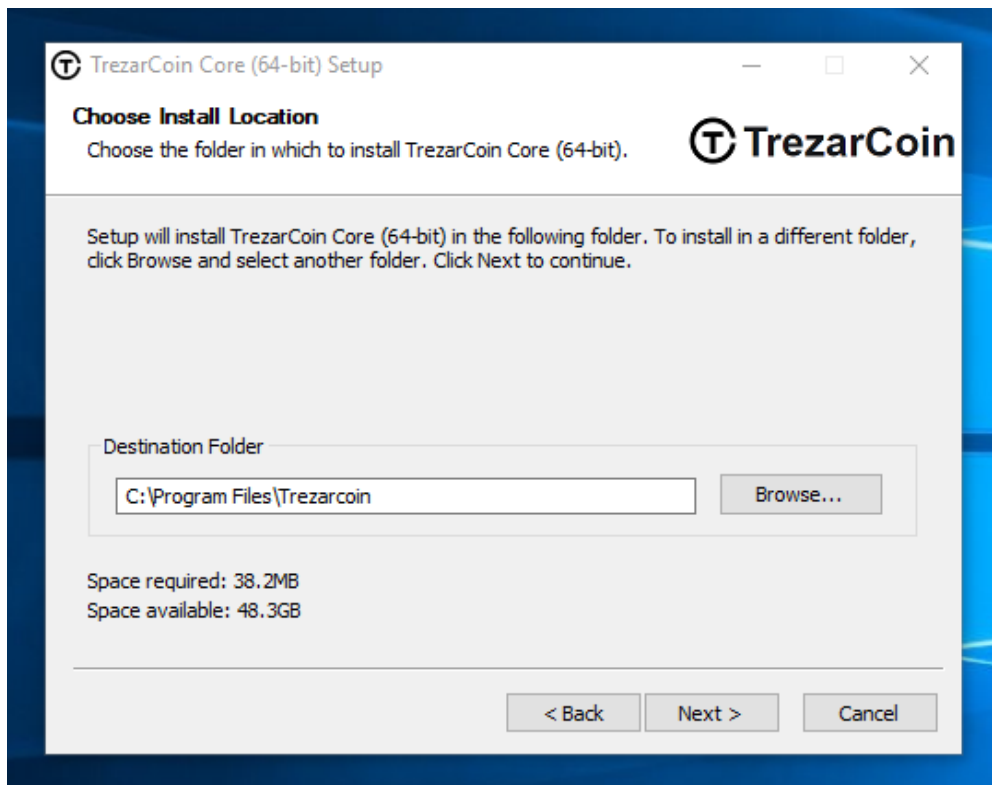 TrezarCoin Core (64-bit) Setup
Choose Install Location
Choose the folder in which to install TrezarCoin Core (64-bit).
TrezarCoin
Setup will install TrezarCoin Core (64-bit) in the following folder. To install in a different folder,
click Browse and select another folder. Click Next to continue.
Destination Folder
C:\Program Files\Trezarcoin
Browse...
Space required: 38.2MB
Space available: 48.3GB
< Back
Next >
Cancel